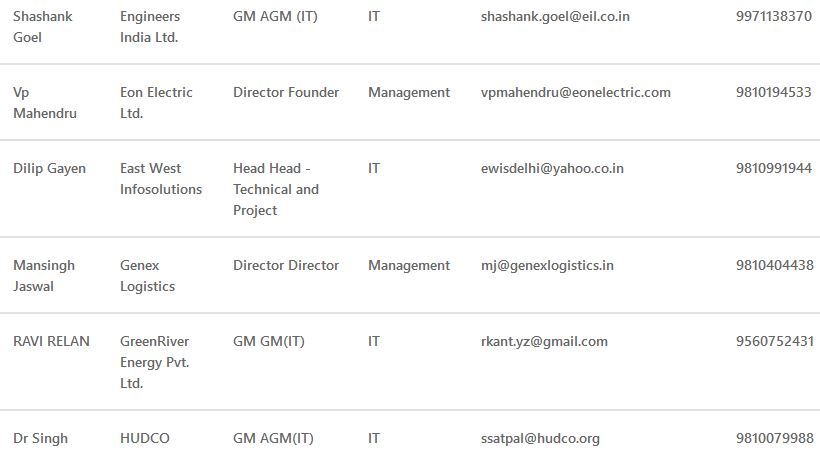 Shashank Goel Engineers India Ltd. GM AGM (IT) IT shashank.goel@eil.co.in 9971138370
Vp Mahendru Eon Electric Ltd. Director Founder Management vpmahendru@eonelectric.com 9810194533
Dilip Gayen East West Infosolutions Head Head - Technical and Project IT ewisdelhi@yahoo.co.in 9810991944
Mansingh Jaswal Genex Logistics Director Director Management mj@genexlogistics.in 9810404438
RAVI RELAN GreenRiver Energy Pvt. Ltd. GM GM(IT) IT rkant.yz@gmail.com 9560752431
Dr Singh HUDCO GM AGM(IT) IT ssatpal@hudco.org 9810079988